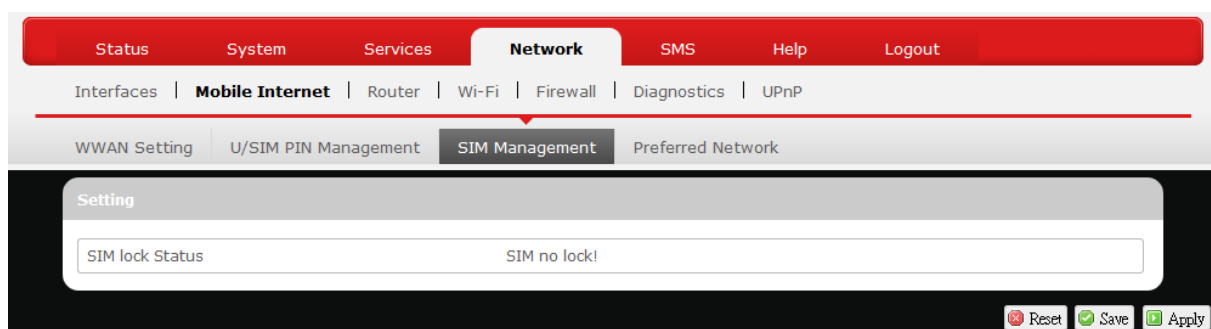 Status System Services Network SMS Help Logout
Interfaces | Mobile Internet | Router | Wi-Fi | Firewall | Diagnostics | UPnP
WWAN Setting U/SIM PIN Management SIM Management Preferred Network
Setting
SIM lock Status SIM no lock!
Reset Save Apply